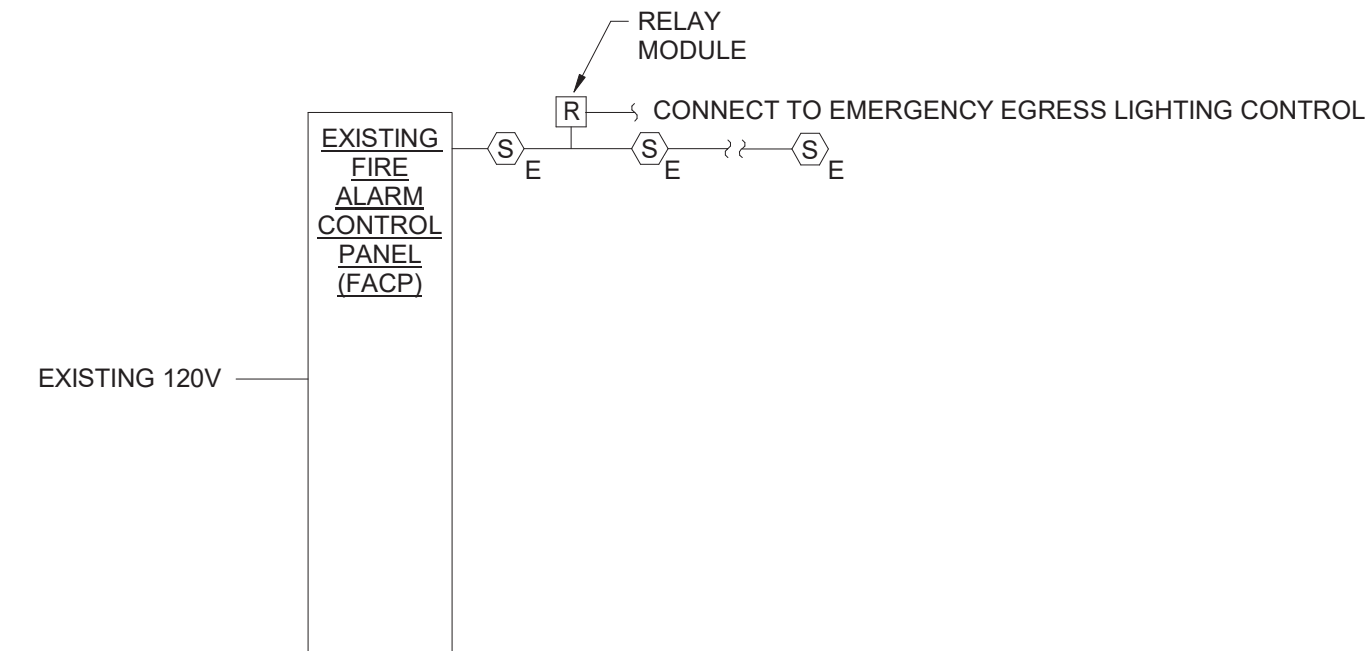 RELAY
MODULE
R
CONNECT TO EMERGENCY EGRESS LIGHTING CONTROL
EXISTING
FIRE
ALARM
CONTROL
PANEL
(FACP)
S
E
S
E
S
E
EXISTING 120V